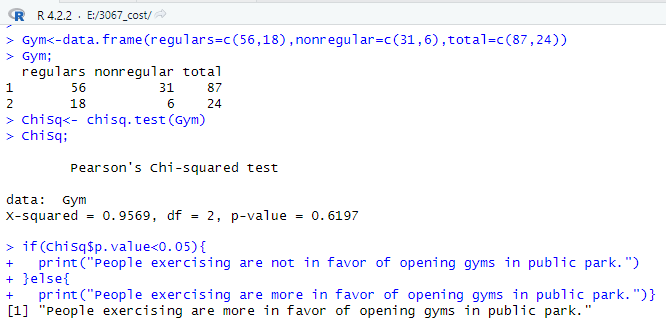 R 4.2.2 · E:/3067_cost/
>
> Gym<-data.frame(regulars=c(56,18),nonregular=c(31,6),total=c(87,24))
> Gym;
  regulars nonregular total
1       56         31    87
2       18          6    24
> ChiSq<- chisq.test(Gym)
> ChiSq;

        Pearson's Chi-squared test

data:  Gym
X-squared = 0.9569, df = 2, p-value = 0.6197

> if(ChiSq$p.value<0.05){
+   print("People exercising are not in favor of opening gyms in public park.")
+ }else{
+   print("People exercising are more in favor of opening gyms in public park.")}
[1] "People exercising are more in favor of opening gyms in public park."